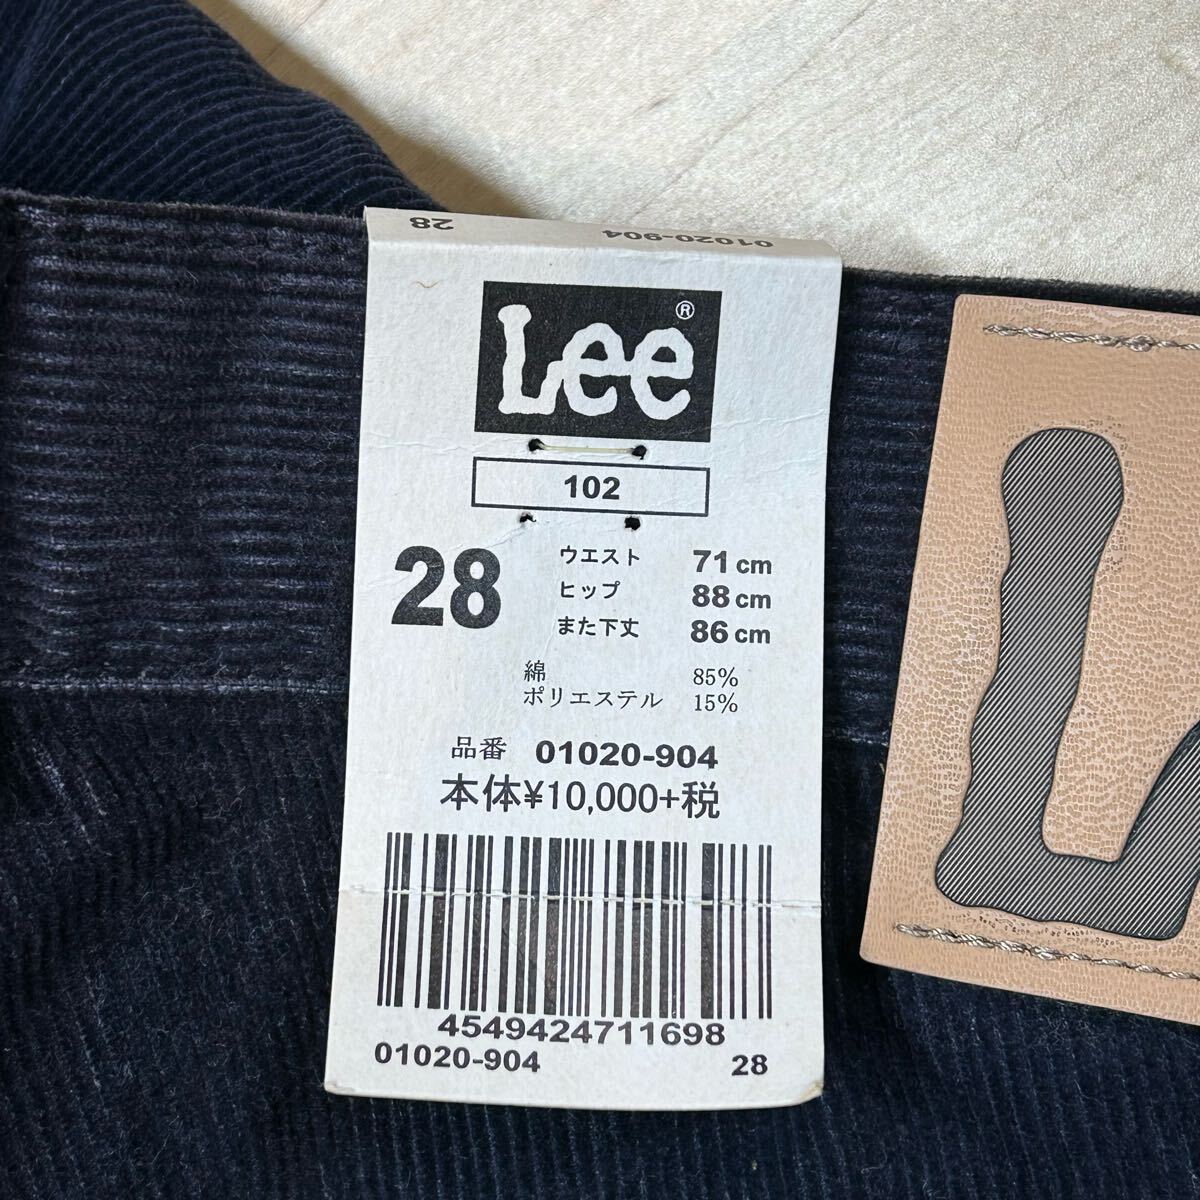 28 01020-904
Lee®
102
28
ウエスト 71cm
ヒップ 88cm
また下丈 86cm
綿 85%
ポリエステル 15%
品番 01020-904
本体¥10,000+税
4549424711698
01020-904 28